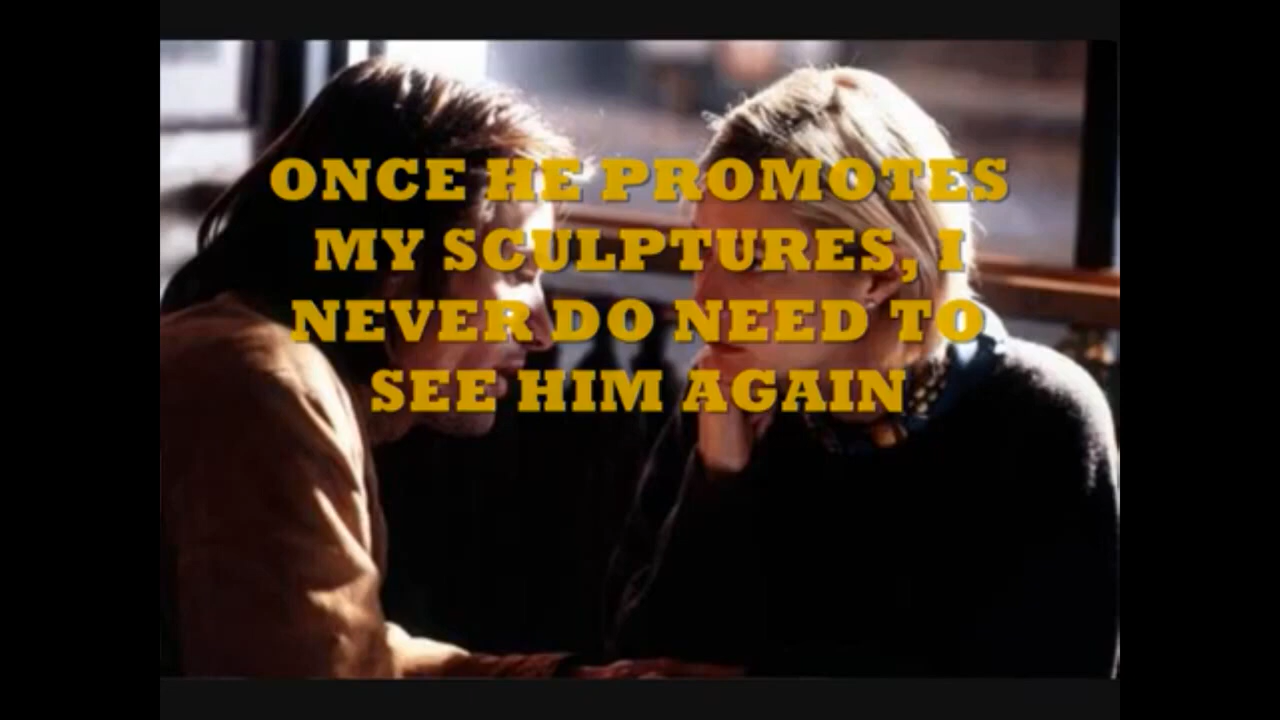 ONCE HE PROMOTES
MY SCULPTURES, I
NEVER DO NEED TO
SEE HIM AGAIN